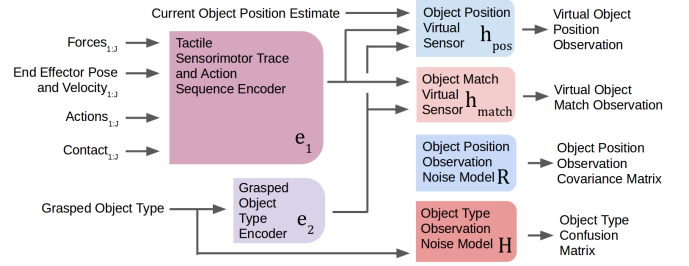 Current Object Position Estimate
Forces1:J
End Effector Pose
and Velocity1:J
Actions1:J
Contact1:J
Grasped Object Type
Tactile
Sensorimotor Trace
and Action
Sequence Encoder
e1
Grasped
Object
Type
Encoder
e2
Object Position
Virtual
Sensor
hpos
Object Match
Virtual
Sensor
hmatch
Object Position
Observation
Noise Model
R
Object Type
Observation
Noise Model
H
Virtual Object
Position
Observation
Virtual Object
Match Observation
Object Position
Observation
Covariance Matrix
Object Type
Confusion
Matrix